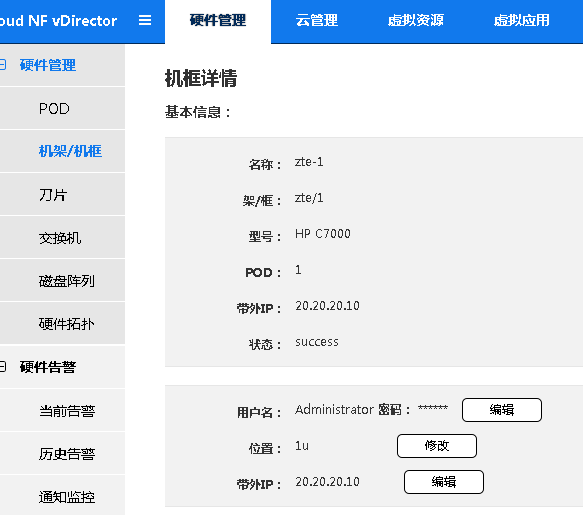 oud NF vDirector ≡ 硬件管理 云管理 虚拟资源 虚拟应用
硬件管理
POD
机架/机框
刀片
交换机
磁盘阵列
硬件拓扑
硬件告警
当前告警
历史告警
通知监控
机框详情
基本信息：
名称： zte-1
架/框： zte/1
型号： HP C7000
POD： 1
带外IP： 20.20.20.10
状态： success
用户名： Administrator 密码： ****** 编辑
位置： 1u 修改
带外IP： 20.20.20.10 编辑